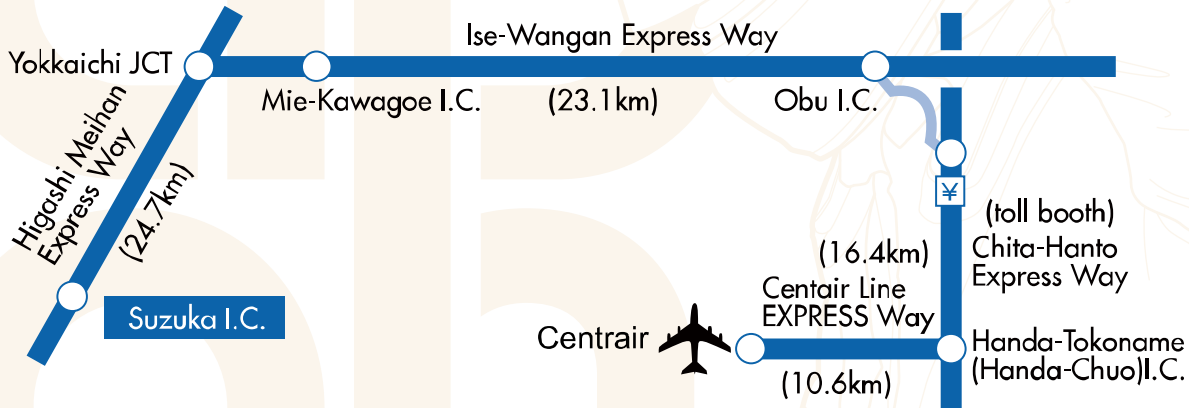 Ise-Wangan Express Way
Yokkaichi JCT
Mie-Kawagoe I.C.
(23.1km)
Obu I.C.
Higashi Meihan
Express Way
(24.7km)
Suzuka I.C.
¥
(toll booth)
Chita-Hanto
Express Way
(16.4km)
Centair Line
EXPRESS Way
Centrair
(10.6km)
Handa-Tokoname
(Handa-Chuo)I.C.